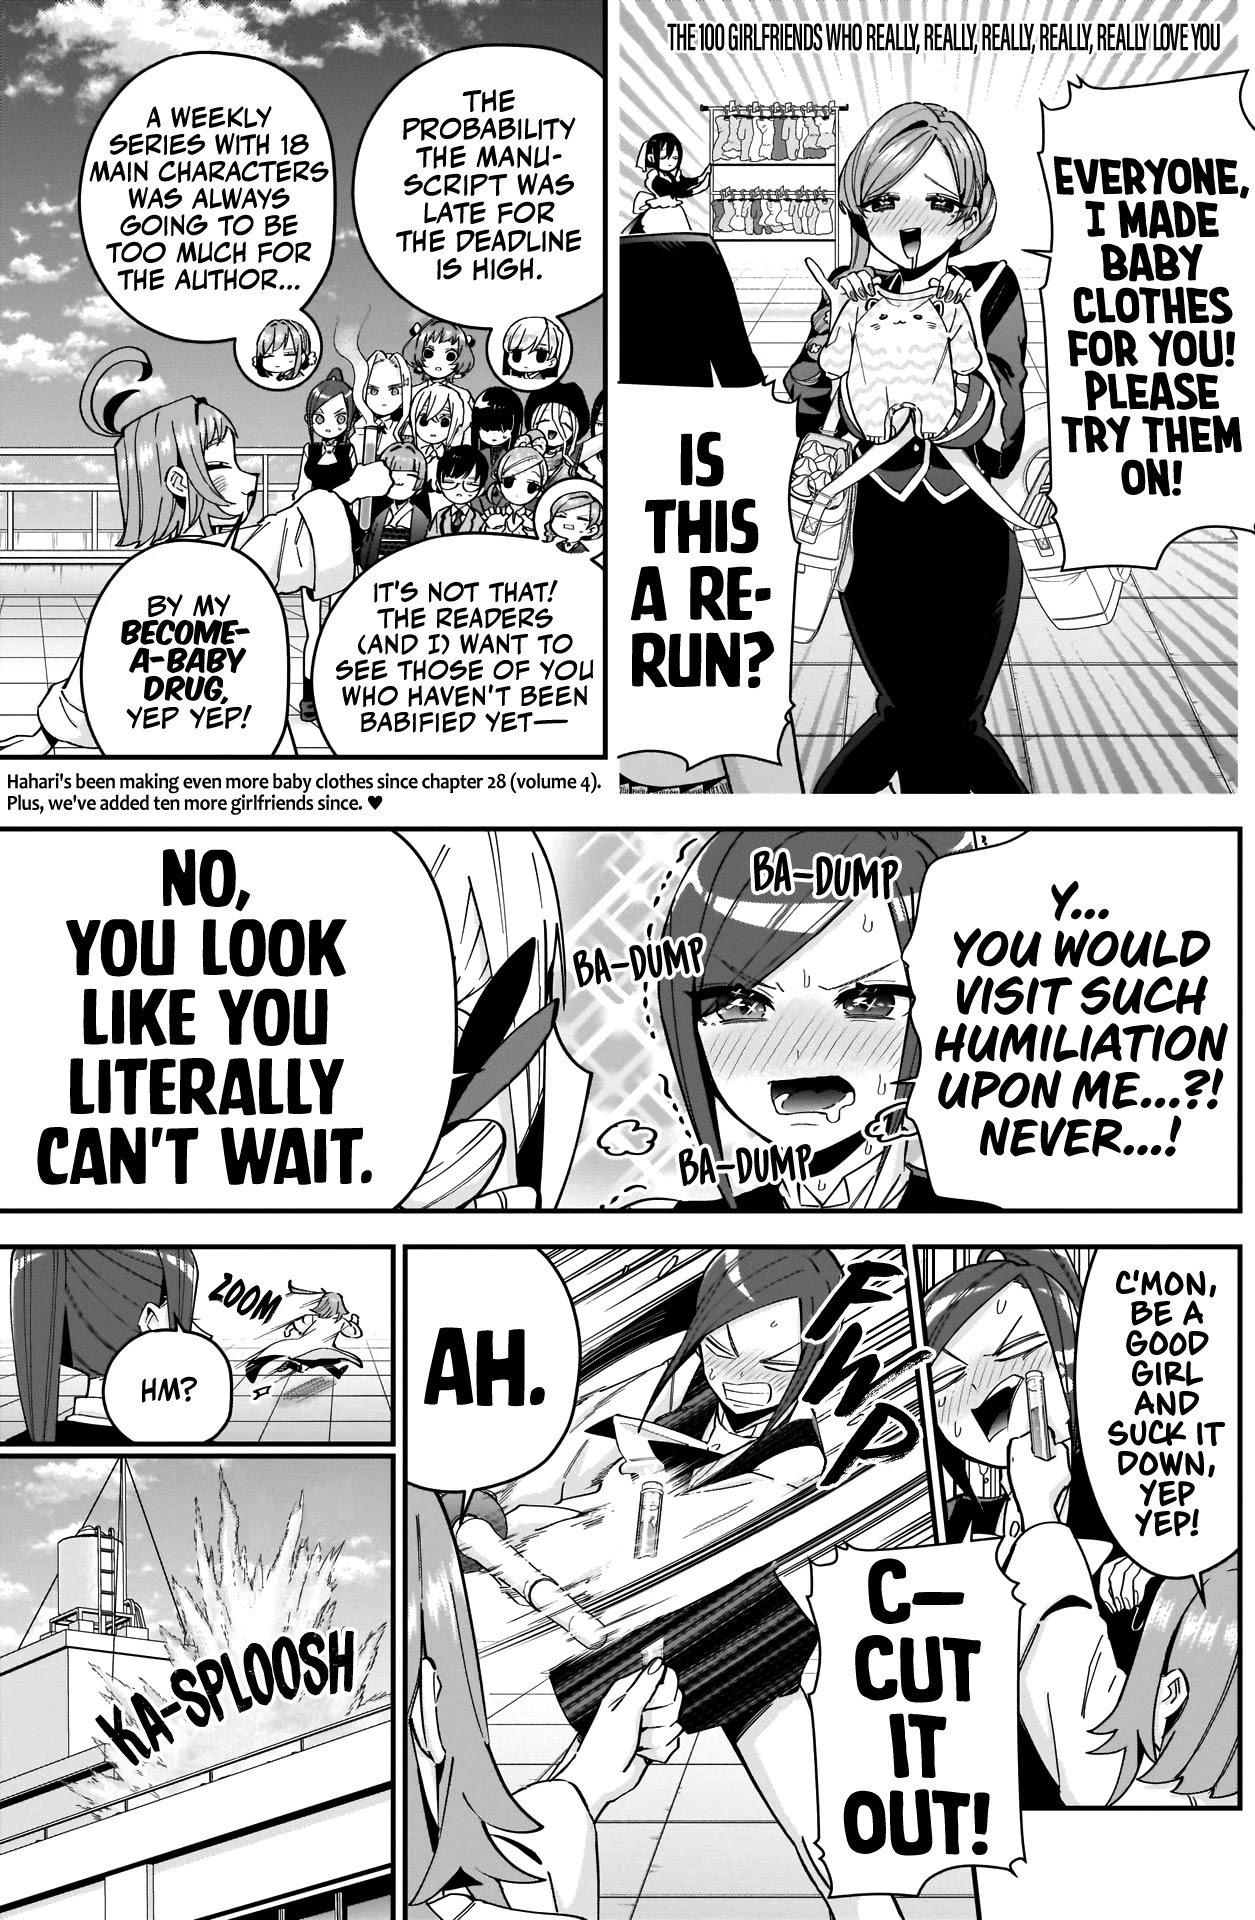 THE 100 GIRLFRIENDS WHO REALLY, REALLY, REALLY, REALLY, REALLY LOVE YOU
EVERYONE,
I MADE
BABY
CLOTHES
FOR YOU!
PLEASE
TRY THEM
ON!
IS
THIS
A RE-
RUN?
THE
PROBABILITY
THE MANU-
SCRIPT WAS
LATE FOR
THE DEADLINE
IS HIGH.
A WEEKLY
SERIES WITH 18
MAIN CHARACTERS
WAS ALWAYS
GOING TO BE
TOO MUCH FOR
THE AUTHOR...
IT'S NOT THAT!
THE READERS
(AND I) WANT TO
SEE THOSE OF YOU
WHO HAVEN'T BEEN
BABIFIED YET—
BY MY
BECOME-
A-BABY
DRUG,
YEP YEP!
Hahari's been making even more baby clothes since chapter 28 (volume 4).
Plus, we've added ten more girlfriends since. ♥
Y...
YOU WOULD
VISIT SUCH
HUMILIATION
UPON ME...?!
NEVER...!
BA-DUMP
BA-DUMP
BA-DUMP
NO,
YOU LOOK
LIKE YOU
LITERALLY
CAN'T WAIT.
C'MON,
BE A
GOOD
GIRL
AND
SUCK IT
DOWN,
YEP
YEP!
FWP
C—
CUT
IT
OUT!
AH.
ZOOM
HM?
KA-SPLOOSH